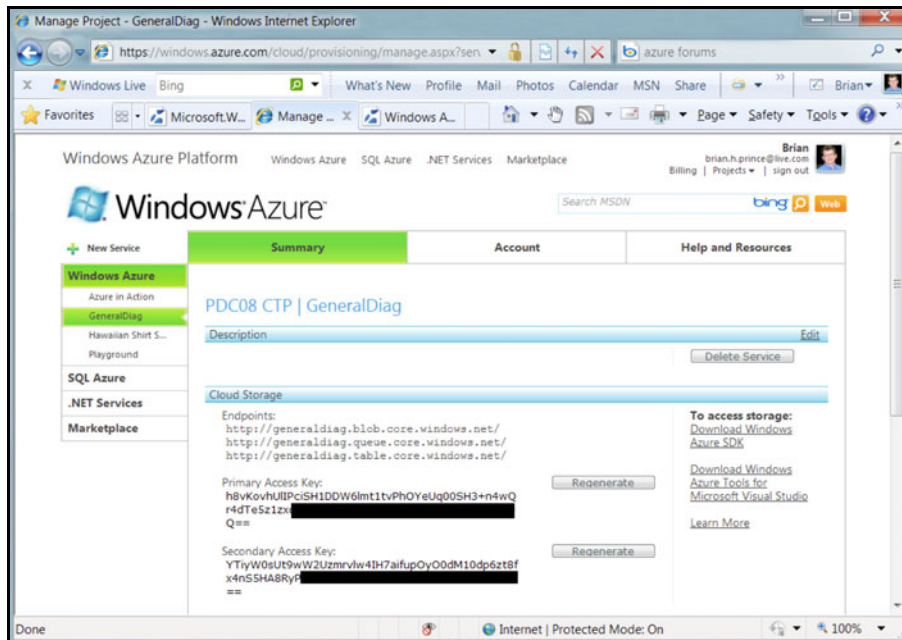 Manage Project - GeneralDiag - Windows Internet Explorer
https://windows.azure.com/cloud/provisioning/manage.aspx?sen
azure forums
X Windows Live Bing What's New Profile Mail Photos Calendar MSN Share » Brian
Favorites Microsoft.W... Manage ... X Windows A... Page Safety Tools »
Windows Azure Platform Windows Azure SQL Azure .NET Services Marketplace
Brian
brian.h.prince@live.com
Billing | Projects | sign out
Windows Azure
Search MSDN bing Web
New Service
Summary Account Help and Resources
Windows Azure
Azure in Action
GeneralDiag
Hawaiian Shirt S...
Playground
SQL Azure
.NET Services
Marketplace
PDC08 CTP | GeneralDiag
Description Edit
Delete Service
Cloud Storage
Endpoints:
http://generaldiag.blob.core.windows.net/
http://generaldiag.queue.core.windows.net/
http://generaldiag.table.core.windows.net/
Primary Access Key:
Regenerate
Q==
Secondary Access Key:
Regenerate
==
To access storage:
Download Windows
Azure SDK
Download Windows
Azure Tools for
Microsoft Visual Studio
Learn More
Done Internet | Protected Mode: On 100%